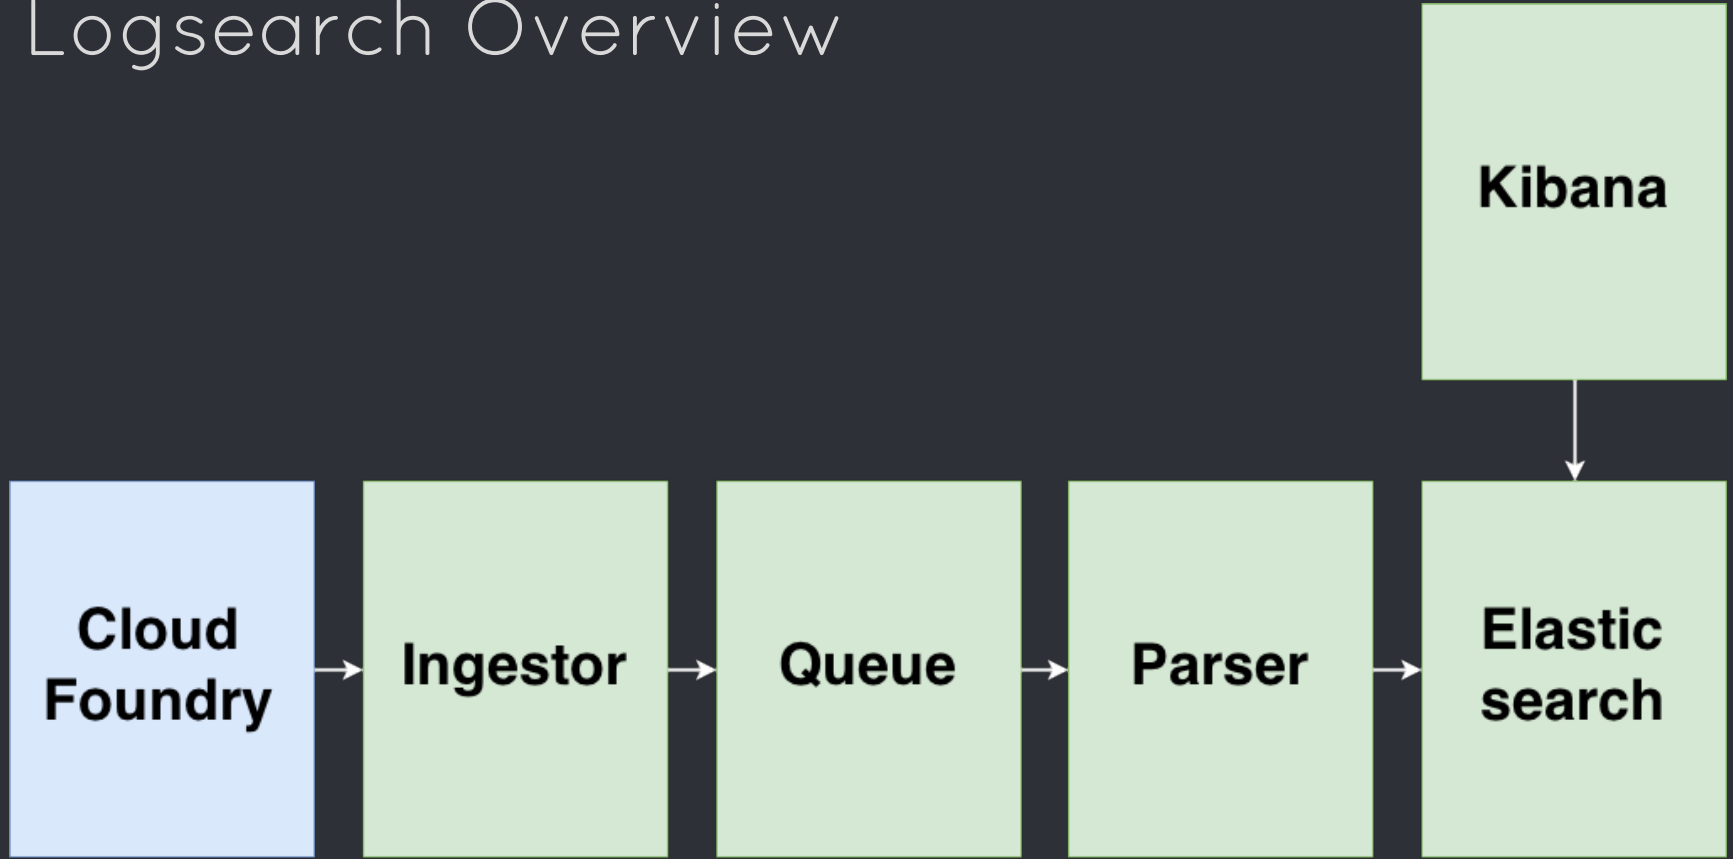 Logsearch Overview
Kibana
Cloud
Foundry
Ingestor
Queue
Parser
Elastic
search